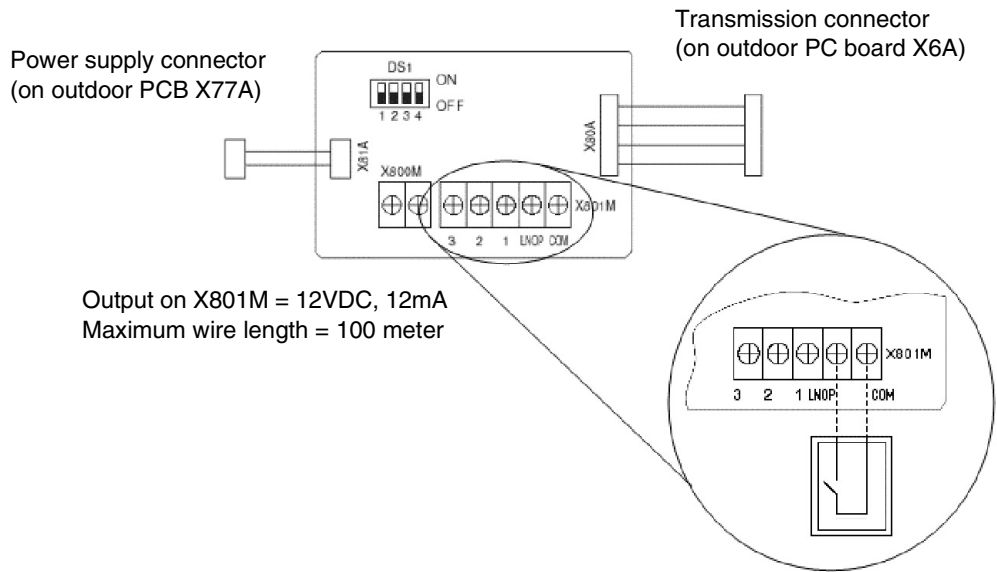 Transmission connector
(on outdoor PC board X6A)
Power supply connector
(on outdoor PCB X77A)
DS1
ON
OFF
1 2 3 4
X81A
X80A
X800M
X801M
3 2 1 LNOP COM
Output on X801M = 12VDC, 12mA
Maximum wire length = 100 meter
X801M
3 2 1 LNOP COM